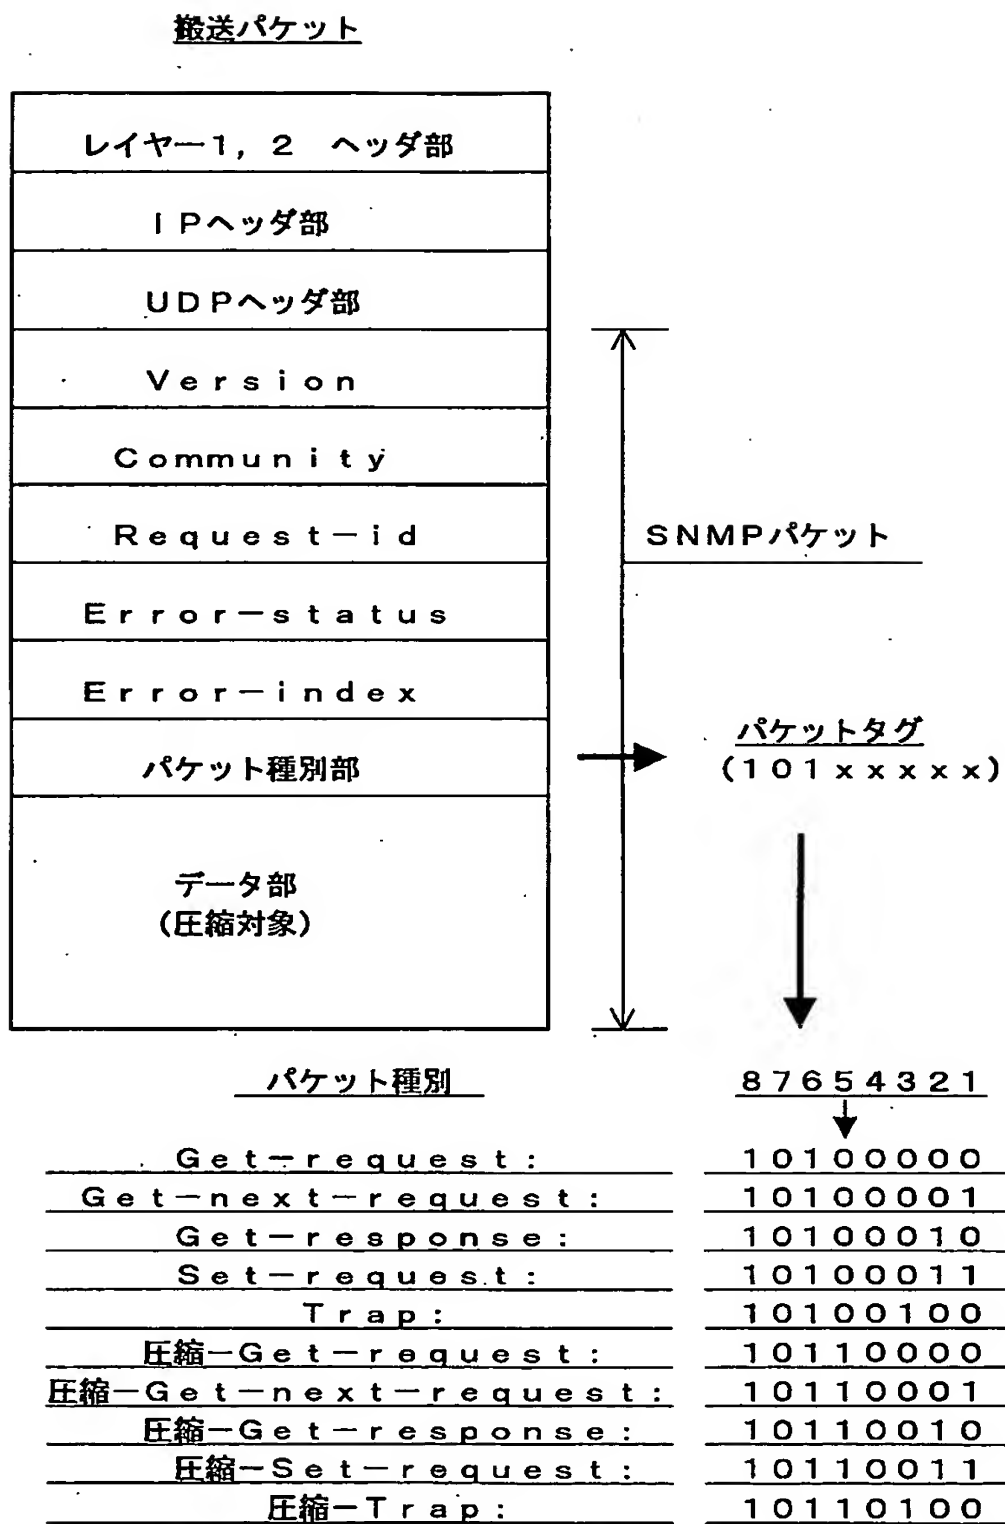 搬送パケット
レイヤー1,2 ヘッダ部
IPヘッダ部
UDPヘッダ部
Version
Community
Request-id
SNMPパケット
Error-status
Error-index
パケット種別部
パケットタグ
(101xxxxx)
データ部
(圧縮対象)
パケット種別 87654321
Get-request: 10100000
Get-next-request: 10100001
Get-response: 10100010
Set-request: 10100011
Trap: 10100100
圧縮-Get-request: 10110000
圧縮-Get-next-request: 10110001
圧縮-Get-response: 10110010
圧縮-Set-request: 10110011
圧縮-Trap: 10110100